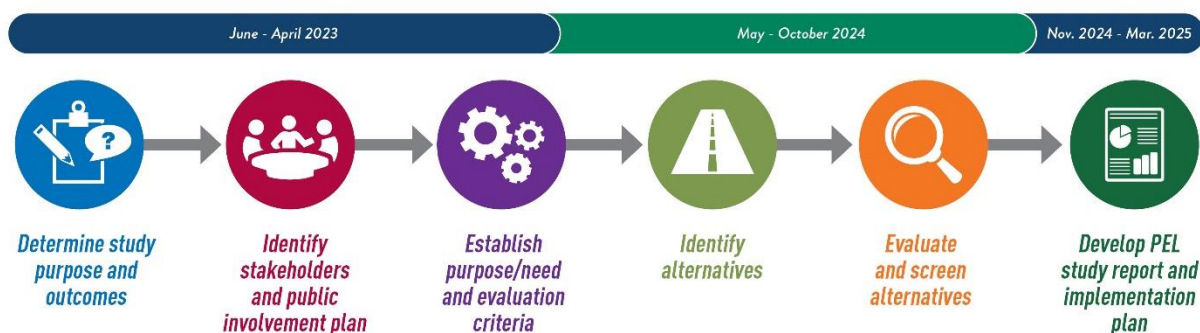 June - April 2023
May - October 2024
Nov. 2024 - Mar. 2025
?
Determine study
purpose and
outcomes
Identify
stakeholders
and public
involvement plan
Establish
purpose/need
and evaluation
criteria
Identify
alternatives
Evaluate
and screen
alternatives
Develop PEL
study report and
implementation
plan